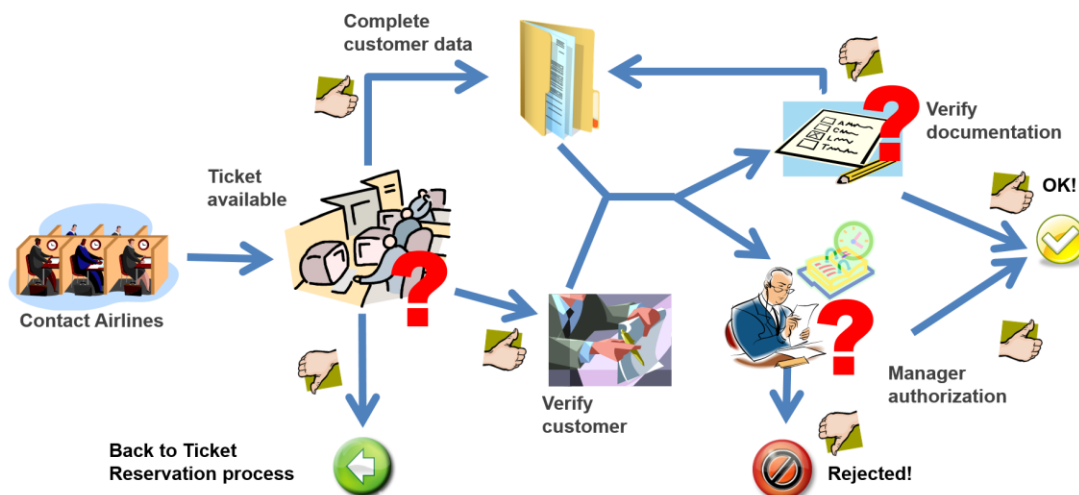 Complete
customer data
Verify
documentation
Ticket
available
OK!
Contact Airlines
Verify
customer
Manager
authorization
Back to Ticket
Reservation process
Rejected!